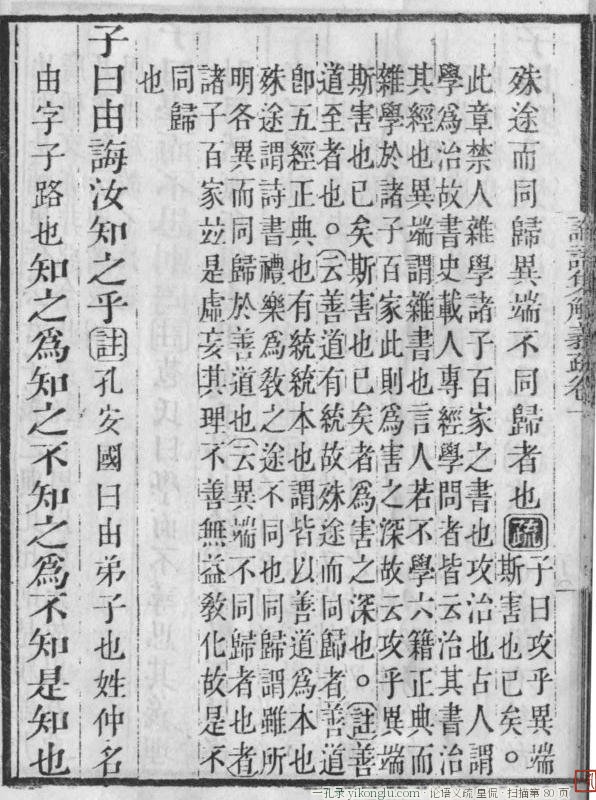 論語集解義疏卷一
殊途而同歸異端不同歸者也疏子曰攻乎異端
斯害也已矣。
此章禁人雜學諸子百家之書也攻治也古人謂
學爲治故書史載人專經學問者皆云治其書治
其經也異端謂雜書也言人若不學六籍正典而
雜學於諸子百家此則爲害之深故云攻乎異端
斯害也已矣斯害也已矣者爲害之深也。註善
道至者也。云善道有統故殊途而同歸者善道
卽五經正典也有統統本也謂皆以善道爲本也
殊途謂詩書禮樂爲敎之途不同也同歸謂雖所
明各異而同歸於善道也云異端不同歸者也者
諸子百家竝是虛妄其理不善無益敎化故是不
同歸
也
子曰由誨汝知之乎註孔安國曰由弟子也姓仲名
由字子路也知之爲知之不知之爲不知是知也
一孔录 yikonglu.com · 论语义疏 皇侃 · 扫描第 80 页